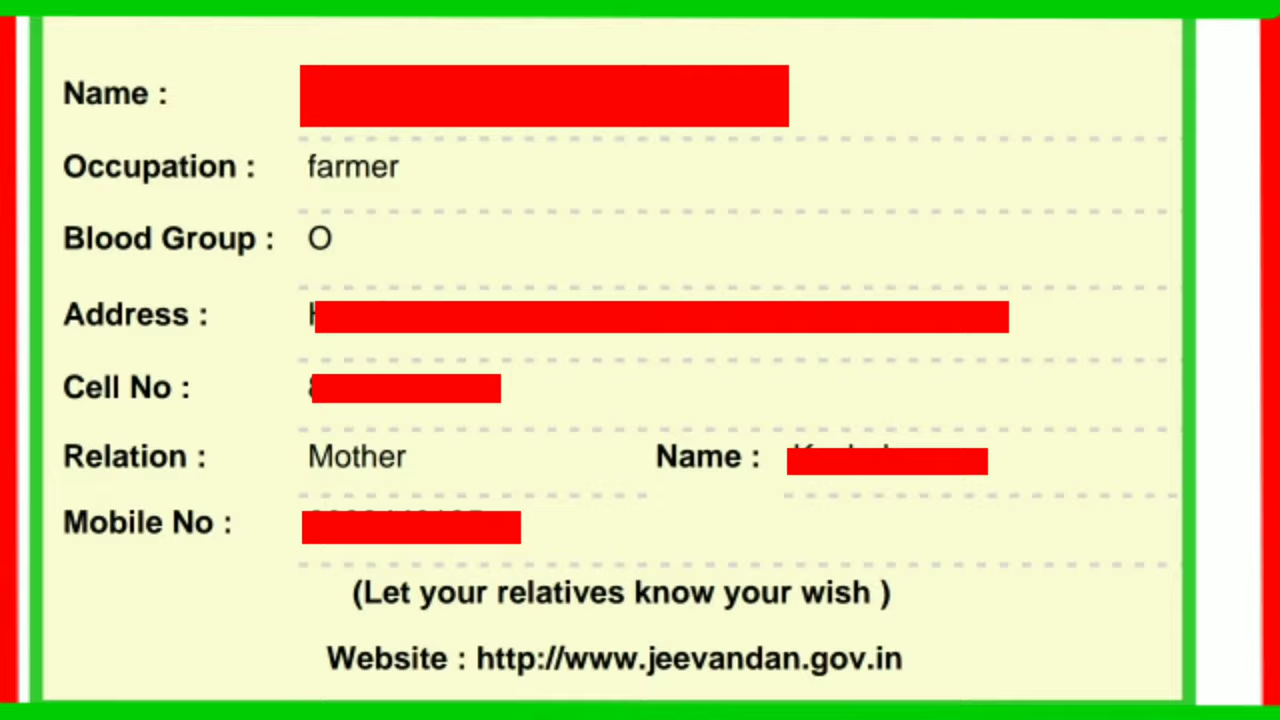 Name :
Occupation : farmer
Blood Group : O
Address :
Cell No :
Relation : Mother Name :
Mobile No :
(Let your relatives know your wish )
Website : http://www.jeevandan.gov.in